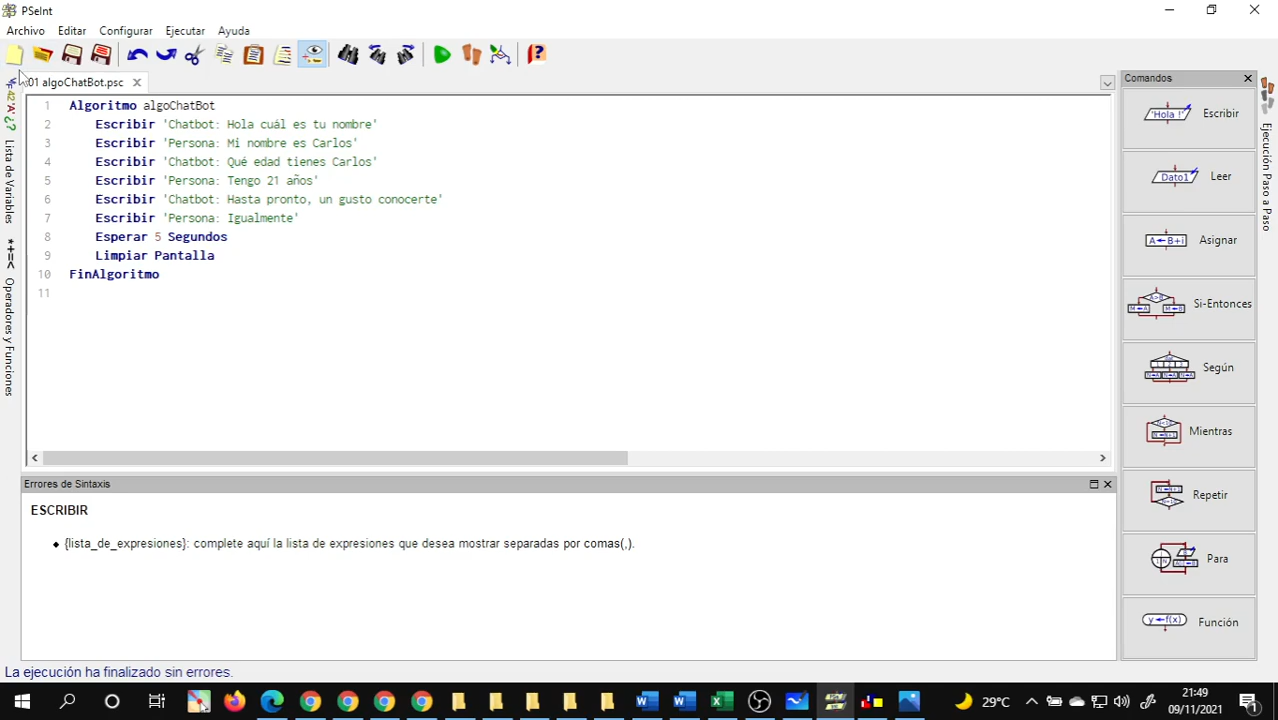 PSeInt
Archivo Editar Configurar Ejecutar Ayuda
01 algoChatBot.psc
Lista de Variables
Operadores y Funciones
1 Algoritmo algoChatBot
2 Escribir 'Chatbot: Hola cuál es tu nombre'
3 Escribir 'Persona: Mi nombre es Carlos'
4 Escribir 'Chatbot: Qué edad tienes Carlos'
5 Escribir 'Persona: Tengo 21 años'
6 Escribir 'Chatbot: Hasta pronto, un gusto conocerte'
7 Escribir 'Persona: Igualmente'
8 Esperar 5 Segundos
9 Limpiar Pantalla
10 FinAlgoritmo
11
Errores de Sintaxis
ESCRIBIR
{lista_de_expresiones}: complete aquí la lista de expresiones que desea mostrar separadas por comas(,).
Comandos
'Hola !' Escribir
Dato1 Leer
A←B+i Asignar
Si-Entonces
Según
Mientras
Repetir
Para
y←f(x) Función
Ejecución Paso a Paso
La ejecución ha finalizado sin errores.
29°C
21:49
09/11/2021
1